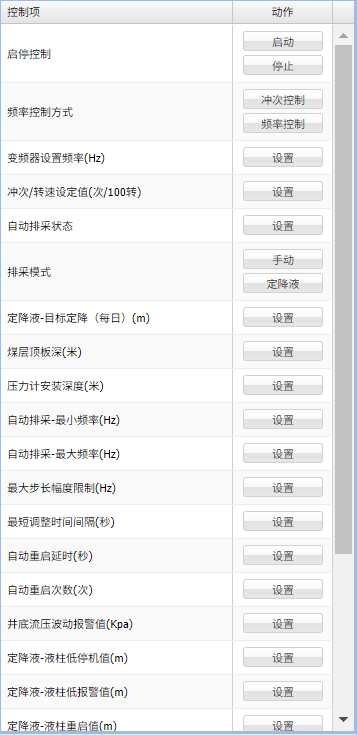 控制项 动作
启停控制 启动
停止
频率控制方式 冲次控制
频率控制
变频器设置频率(Hz) 设置
冲次/转速设定值(次/100转) 设置
自动排采状态 设置
排采模式 手动
定降液
定降液-目标定降（每日）(m) 设置
煤层顶板深(米) 设置
压力计安装深度(米) 设置
自动排采-最小频率(Hz) 设置
自动排采-最大频率(Hz) 设置
最大步长幅度限制(Hz) 设置
最短调整时间间隔(秒) 设置
自动重启延时(秒) 设置
自动重启次数(次) 设置
井底流压波动报警值(Kpa) 设置
定降液-液柱低停机值(m) 设置
定降液-液柱低报警值(m) 设置
定降液-液柱重启值(m) 设置